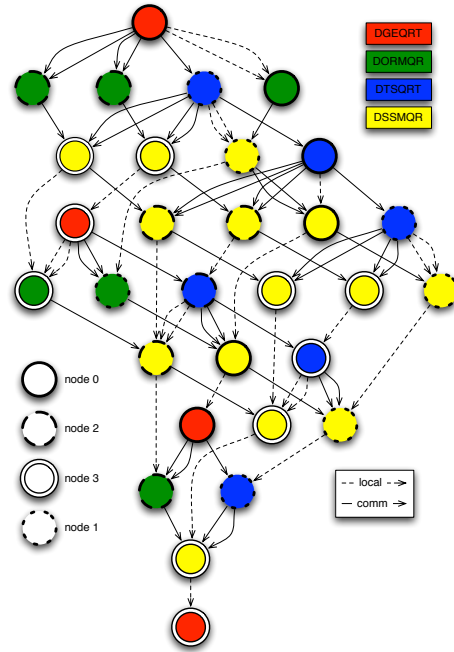 DGEQRT
DORMQR
DTSQRT
DSSMQR
node 0
node 2
node 3
node 1
local
comm